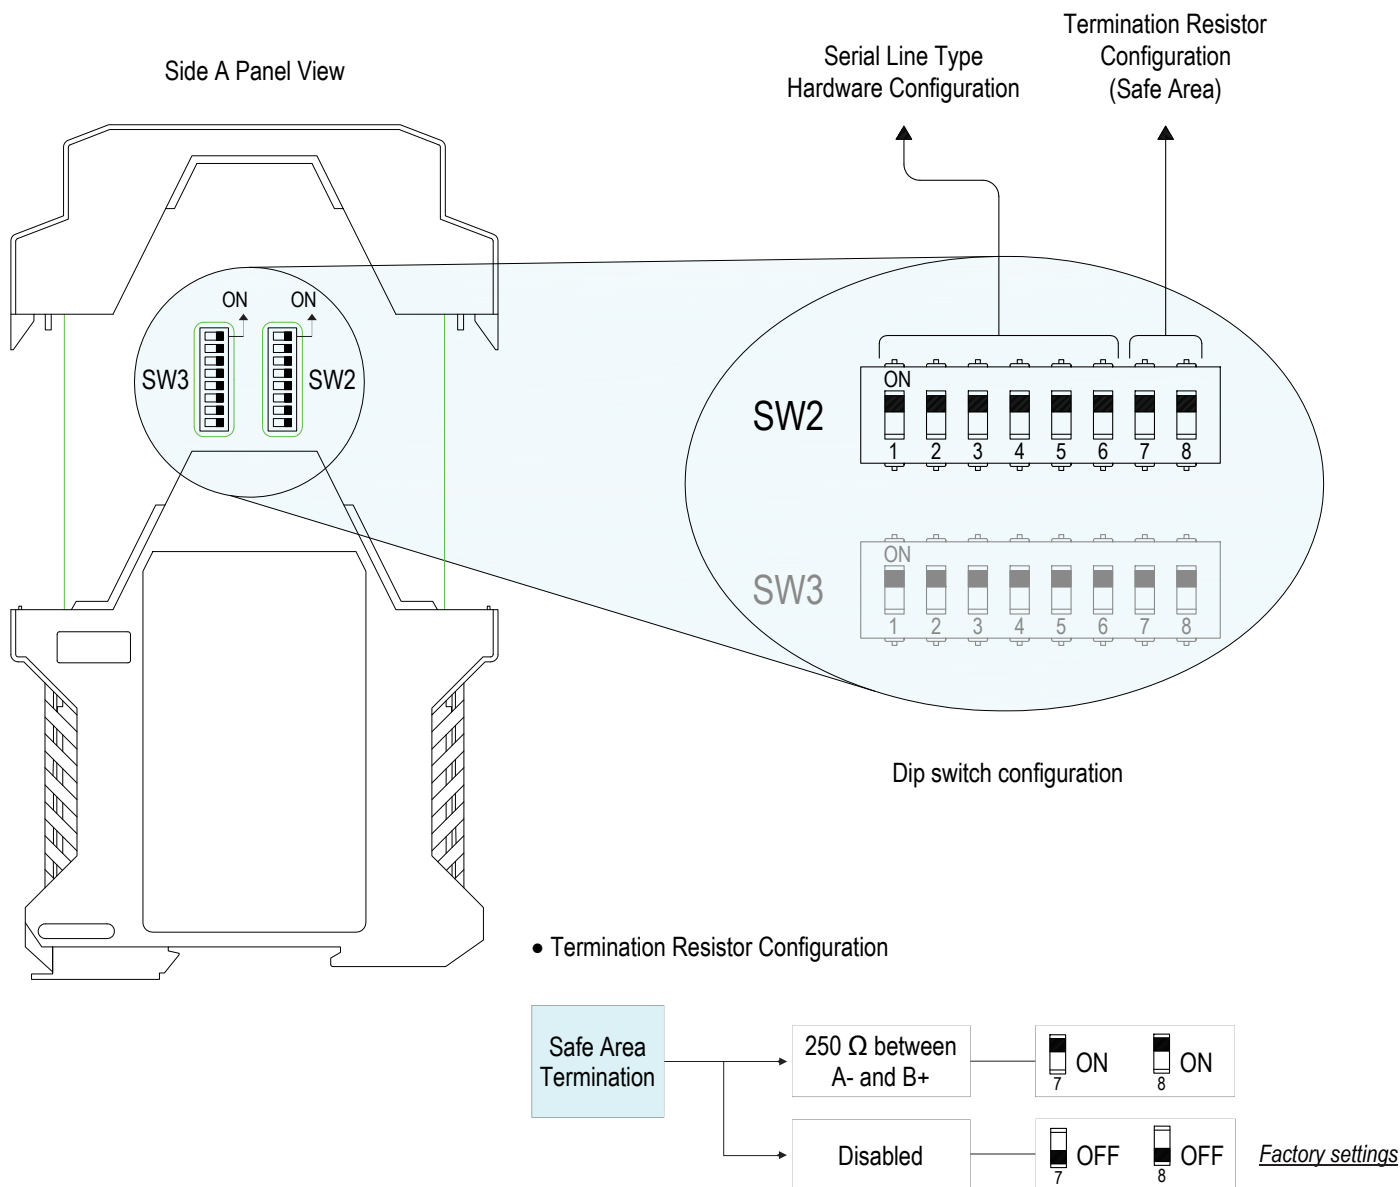 Side A Panel View
Serial Line Type
Hardware Configuration
Termination Resistor
Configuration
(Safe Area)
ON
ON
SW3
SW2
SW2
ON
1 2 3 4 5 6 7 8
SW3
ON
1 2 3 4 5 6 7 8
Dip switch configuration
• Termination Resistor Configuration
Safe Area
Termination
250 Ω between
A- and B+
7 ON 8 ON
Disabled
7 OFF 8 OFF
Factory settings